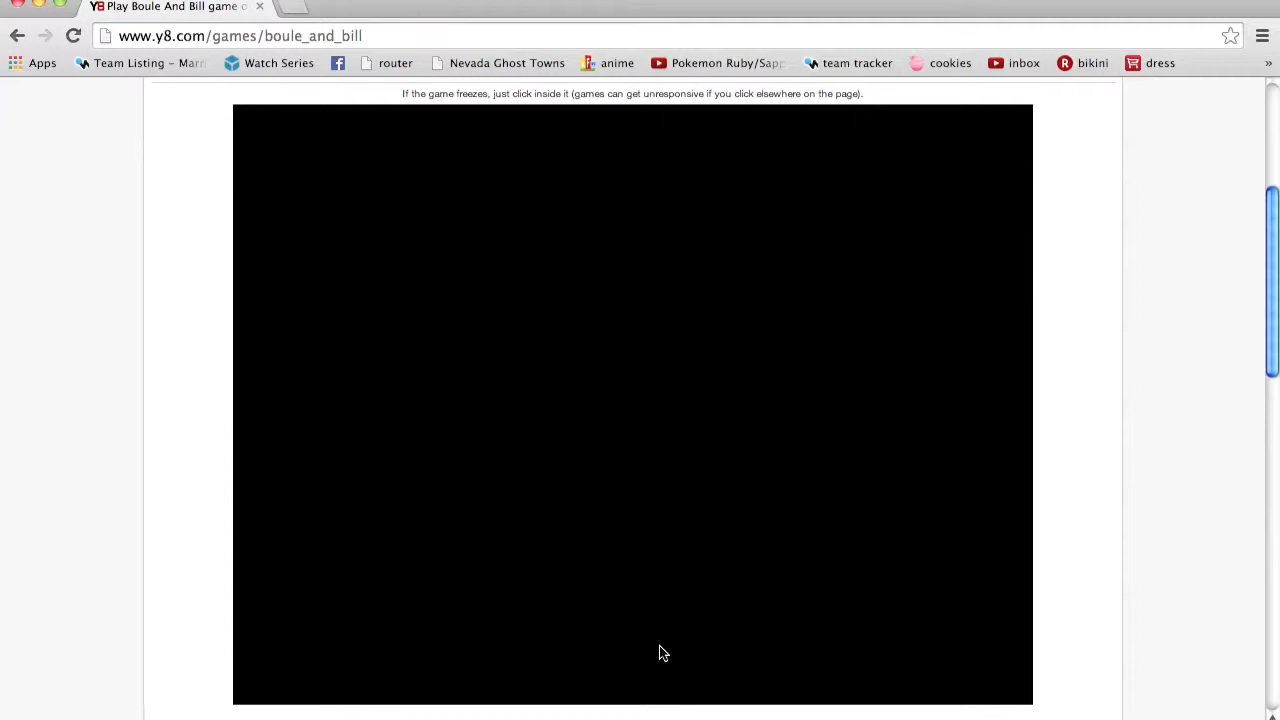 Y8 Play Boule And Bill game o
www.y8.com/games/boule_and_bill
Apps Team Listing – Marr Watch Series router Nevada Ghost Towns anime Pokemon Ruby/Sapp team tracker cookies inbox R bikini dress »
If the game freezes, just click inside it (games can get unresponsive if you click elsewhere on the page).